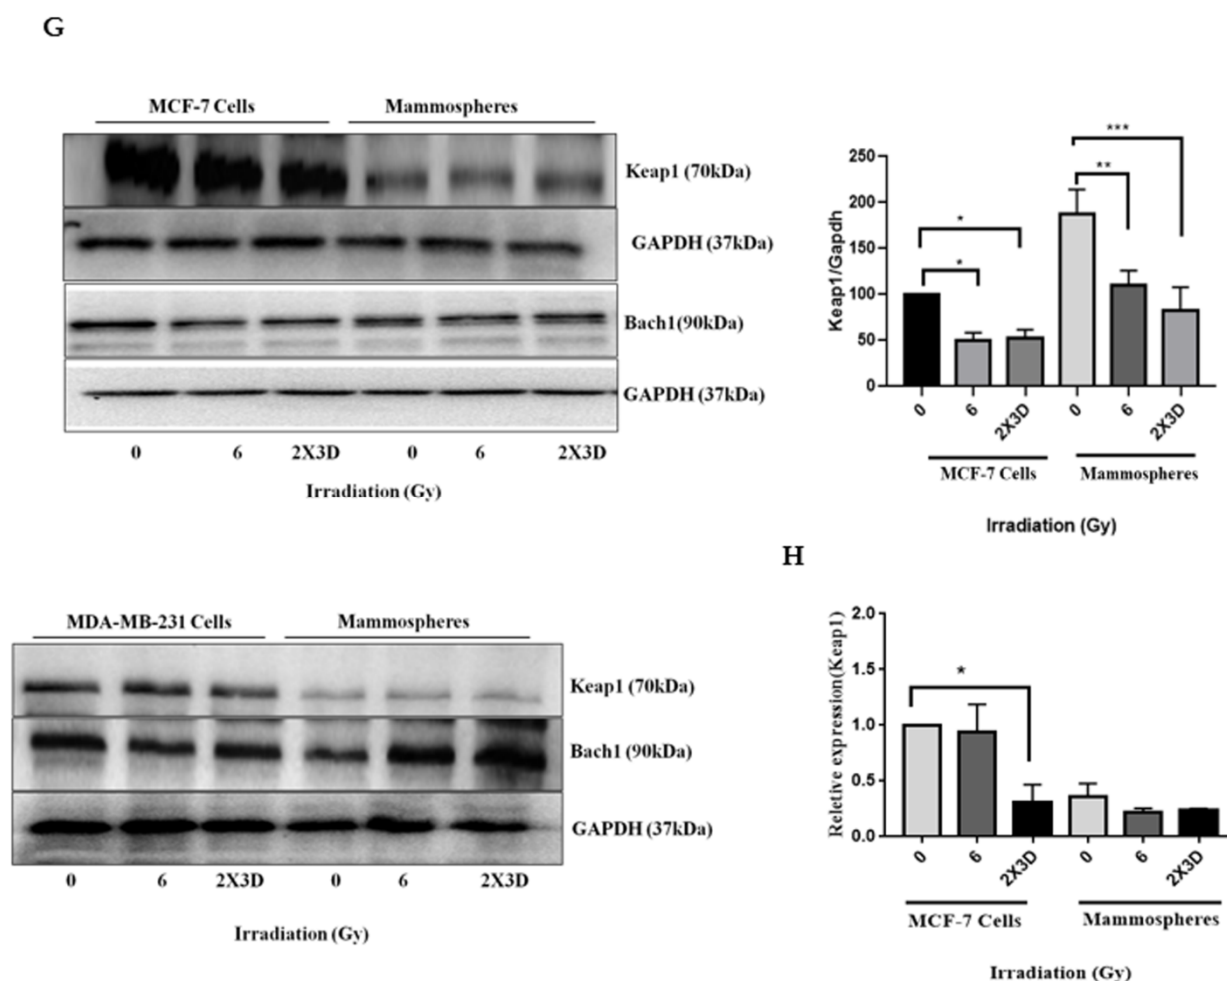 G
MCF-7 Cells Mammospheres
Keap1 (70kDa)
GAPDH (37kDa)
Bach1(90kDa)
GAPDH (37kDa)
0 6 2X3D 0 6 2X3D
Irradiation (Gy)
Keap1/Gapdh
250
200
150
100
50
0
* * ** ***
0 6 2X3D 0 6 2X3D
MCF-7 Cells Mammospheres
Irradiation (Gy)
MDA-MB-231 Cells Mammospheres
Keap1 (70kDa)
Bach1 (90kDa)
GAPDH (37kDa)
0 6 2X3D 0 6 2X3D
Irradiation (Gy)
H
Reletive expression(Keap1)
2.0
1.5
1.0
0.5
0.0
*
0 6 2X3D 0 6 2X3D
MCF-7 Cells Mammospheres
Irradiation (Gy)